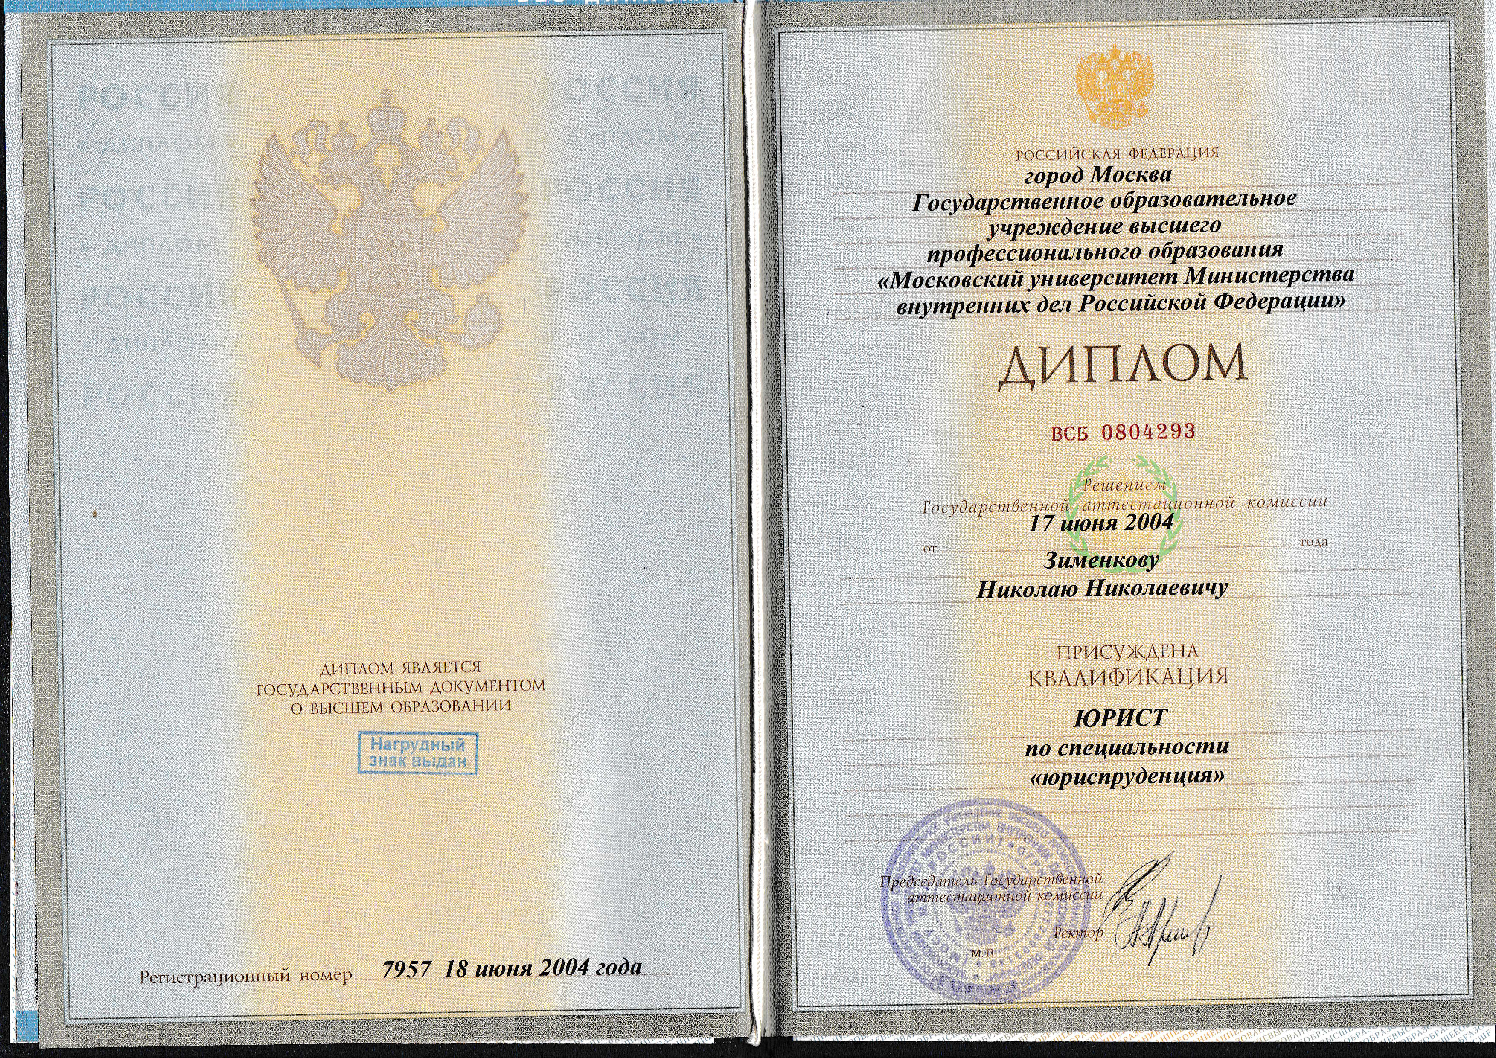 ДИПЛОМ ЯВЛЯЕТСЯ
ГОСУДАРСТВЕННЫМ ДОКУМЕНТОМ
О ВЫСШЕМ ОБРАЗОВАНИИ
Нагрудный
знак выдан
Регистрационный номер 7957 18 июня 2004 года
РОССИЙСКАЯ ФЕДЕРАЦИЯ
город Москва
Государственное образовательное
учреждение высшего
профессионального образования
«Московский университет Министерства
внутренних дел Российской Федерации»
ДИПЛОМ
ВСБ 0804293
Решением
Государственной аттестационной комиссии
17 июня 2004
от года
Зименкову
Николаю Николаевичу
ПРИСУЖДЕНА
КВАЛИФИКАЦИЯ
ЮРИСТ
по специальности
«юриспруденция»
Председатель Государственной
аттестационной комиссии
Ректор
М.П.